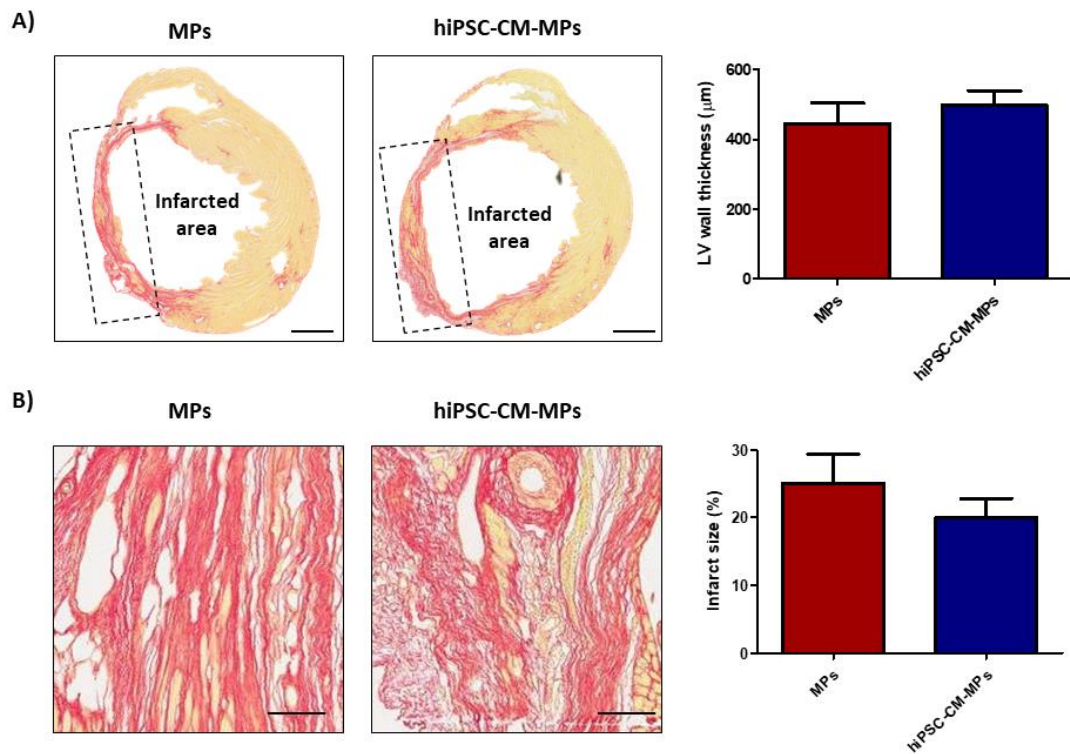 A)
MPs
hiPSC-CM-MPs
Infarcted
area
Infarcted
area
LV wall thickness (μm)
600
400
200
0
MPs
hiPSC-CM-MPs
B)
MPs
hiPSC-CM-MPs
Infarct size (%)
30
20
10
0
MPs
hiPSC-CM-MPs